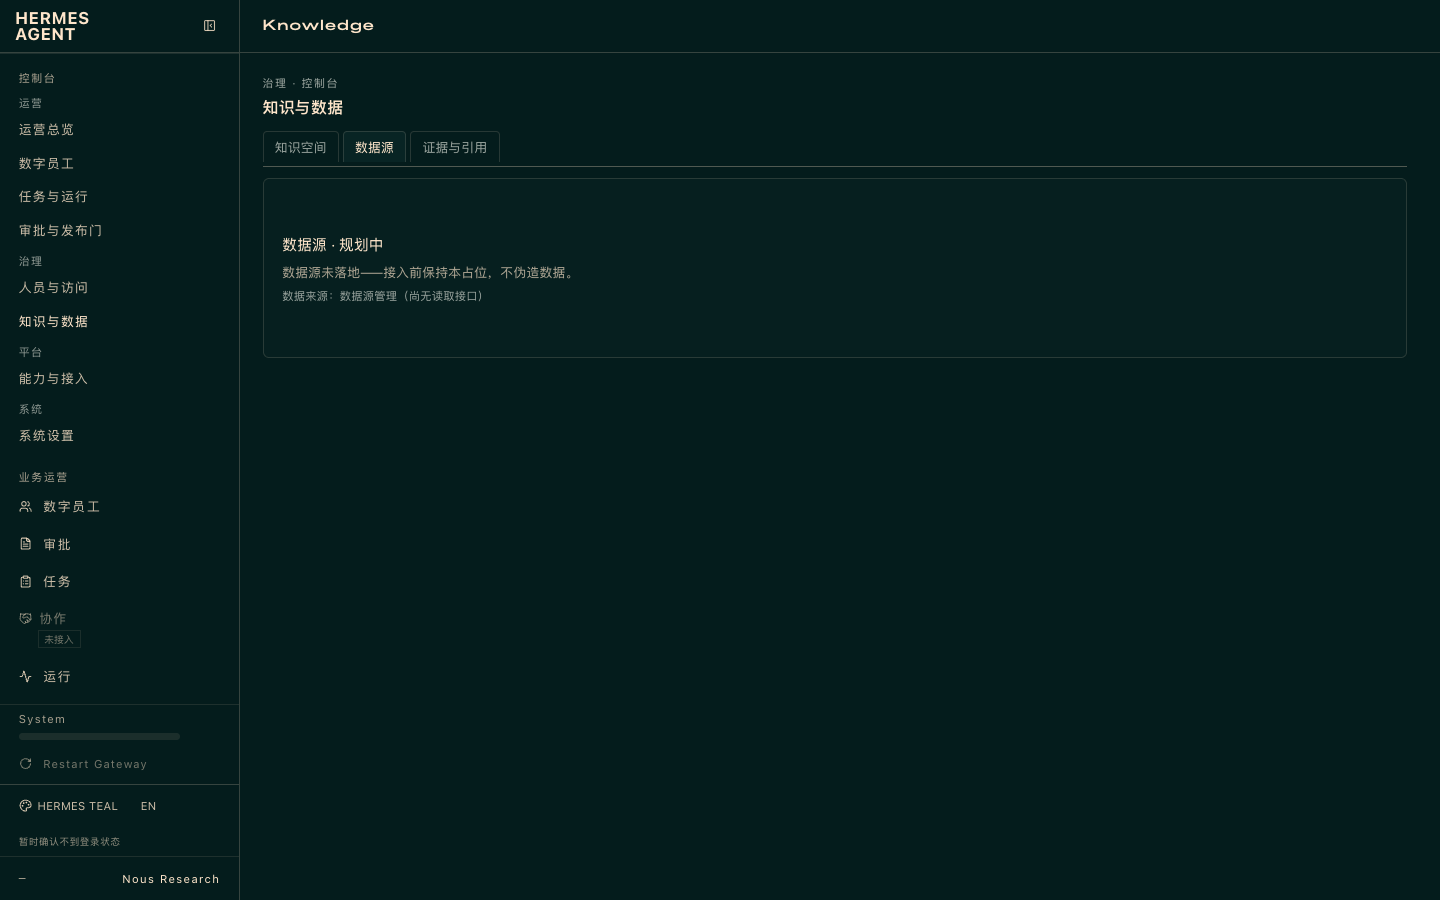 HERMES
AGENT
Knowledge
控制台
运营
运营总览
数字员工
任务与运行
审批与发布门
治理
人员与访问
知识与数据
平台
能力与接入
系统
系统设置
业务运营
数字员工
审批
任务
协作
未接入
运行
System
Restart Gateway
HERMES TEAL EN
暂时确认不到登录状态
— Nous Research
治理 · 控制台
知识与数据
知识空间 数据源 证据与引用
数据源 · 规划中
数据源未落地——接入前保持本占位，不伪造数据。
数据来源：数据源管理（尚无读取接口）